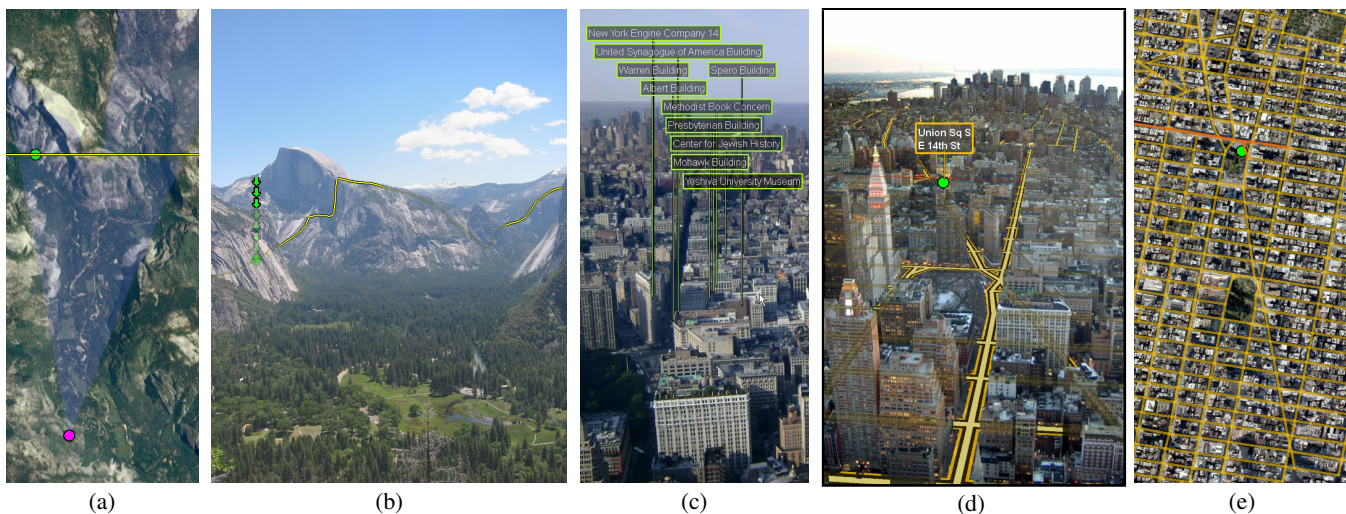 New York Engine Company 14
United Synagogue of America Building
Warren Building
Spero Building
Albert Building
Methodist Book Concern
Presbyterian Building
Center for Jewish History
Mohawk Building
Yeshiva University Museum
Union Sq S
E 14th St
(a)
(b)
(c)
(d)
(e)